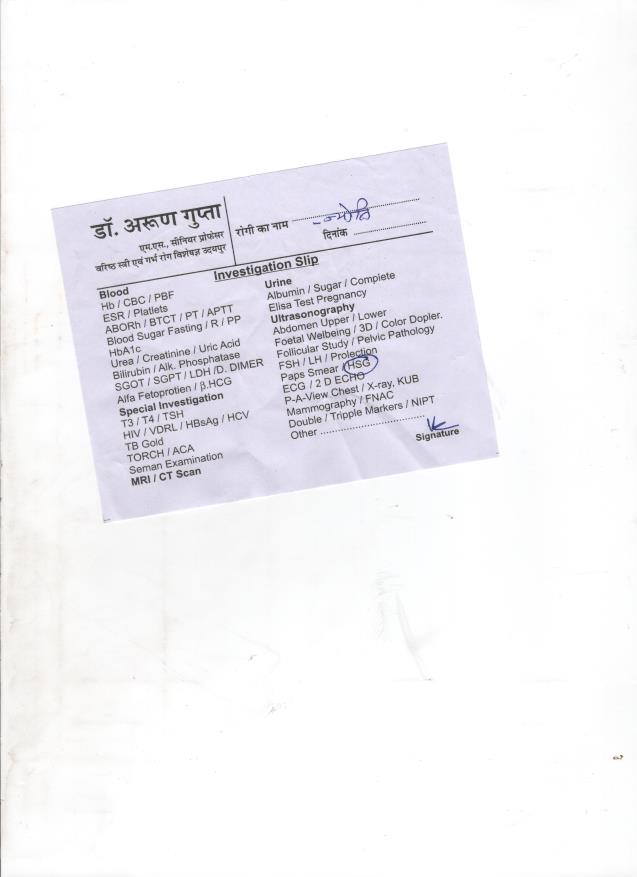 डॉ. अरूण गुप्ता
एम.एस., सीनियर प्रोफेसर
वरिष्ठ स्त्री एवं गर्भ रोग विशेषज्ञ उदयपुर
रांगी का नाम ज्योति
दिनांक
Investigation Slip
Blood
Hb / CBC / PBF
ESR / Platlets
ABORh / BTCT / PT / APTT
Blood Sugar Fasting / R / PP
HbA1c
Urea / Creatinine / Uric Acid
Bilirubin / Alk. Phosphatase
SGOT / SGPT / LDH /D. DIMER
Alfa Fetoprotien / β.HCG
Special Investigation
T3 / T4 / TSH
HIV / VDRL / HBsAg / HCV
TB Gold
TORCH / ACA
Seman Examination
MRI / CT Scan
Urine
Albumin / Sugar / Complete
Elisa Test Pregnancy
Ultrasonography
Abdomen Upper / Lower
Foetal Welbeing / 3D / Color Dopler.
Follicular Study / Pelvic Pathology
FSH / LH / Prolection
Paps Smear / HSG
ECG / 2 D ECHO
P-A-View Chest / X-ray, KUB
Mammography / FNAC
Double / Tripple Markers / NIPT
Other
Signature